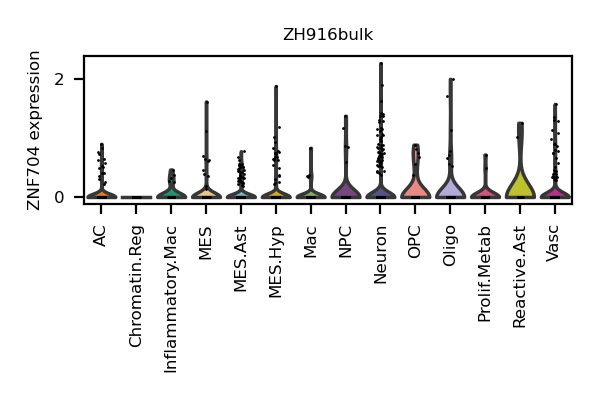 ZH916bulk
ZNF704 expression
2
0
AC
Chromatin.Reg
Inflammatory.Mac
MES
MES.Ast
MES.Hyp
Mac
NPC
Neuron
OPC
Oligo
Prolif.Metab
Reactive.Ast
Vasc